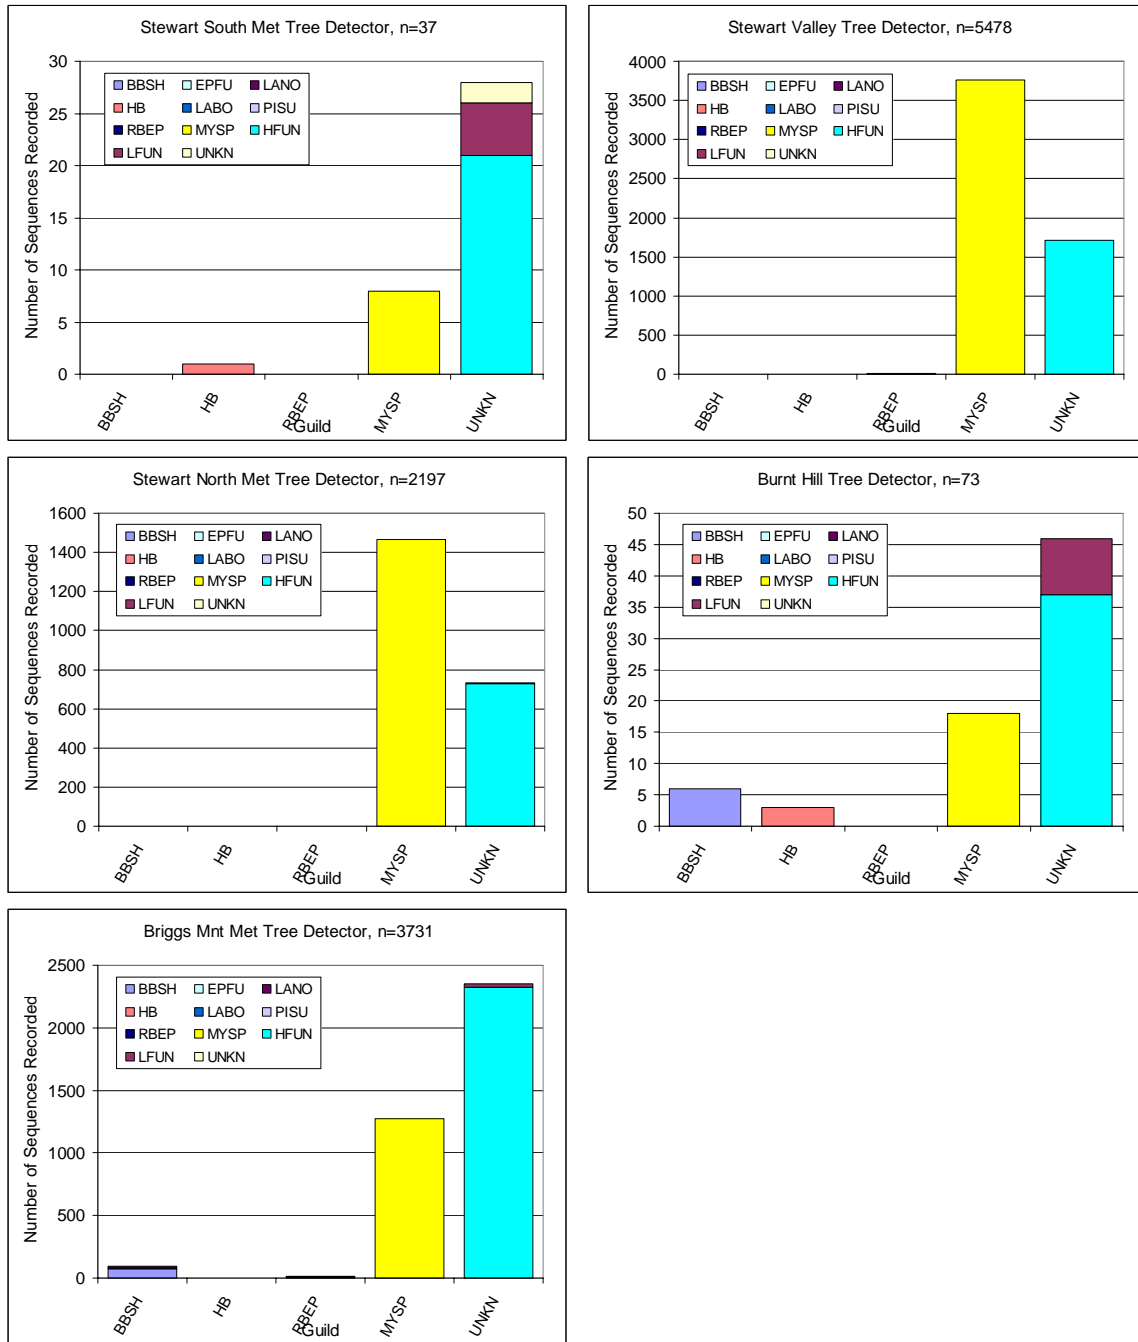 Stewart South Met Tree Detector, n=37
Number of Sequences Recorded
30
25
20
15
10
5
0
BBSH EPFU LANO
HB LABO PISU
RBEP MYSP HFUN
LFUN UNKN
BBSH HB RBEP MYSP UNKN
Guild
Stewart Valley Tree Detector, n=5478
Number of Sequences Recorded
4000
3500
3000
2500
2000
1500
1000
500
0
BBSH EPFU LANO
HB LABO PISU
RBEP MYSP HFUN
LFUN UNKN
BBSH HB RBEP MYSP UNKN
Guild
Stewart North Met Tree Detector, n=2197
Number of Sequences Recorded
1600
1400
1200
1000
800
600
400
200
0
BBSH EPFU LANO
HB LABO PISU
RBEP MYSP HFUN
LFUN UNKN
BBSH HB RBEP MYSP UNKN
Guild
Burnt Hill Tree Detector, n=73
Number of Sequences Recorded
50
45
40
35
30
25
20
15
10
5
0
BBSH EPFU LANO
HB LABO PISU
RBEP MYSP HFUN
LFUN UNKN
BBSH HB RBEP MYSP UNKN
Guild
Briggs Mnt Met Tree Detector, n=3731
Number of Sequences Recorded
2500
2000
1500
1000
500
0
BBSH EPFU LANO
HB LABO PISU
RBEP MYSP HFUN
LFUN UNKN
BBSH HB RBEP MYSP UNKN
Guild